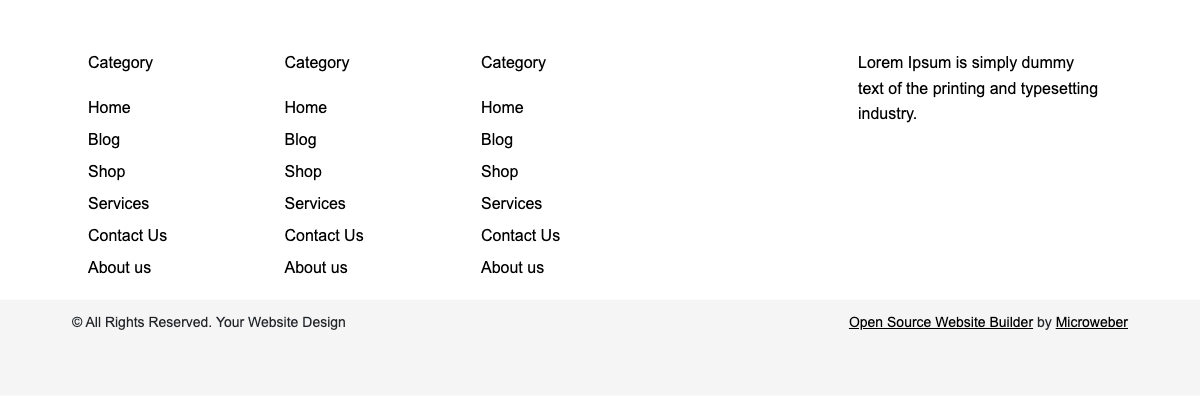 Category
Home
Blog
Shop
Services
Contact Us
About us
Category
Home
Blog
Shop
Services
Contact Us
About us
Category
Home
Blog
Shop
Services
Contact Us
About us
Lorem Ipsum is simply dummy
text of the printing and typesetting
industry.
© All Rights Reserved. Your Website Design
Open Source Website Builder by Microweber